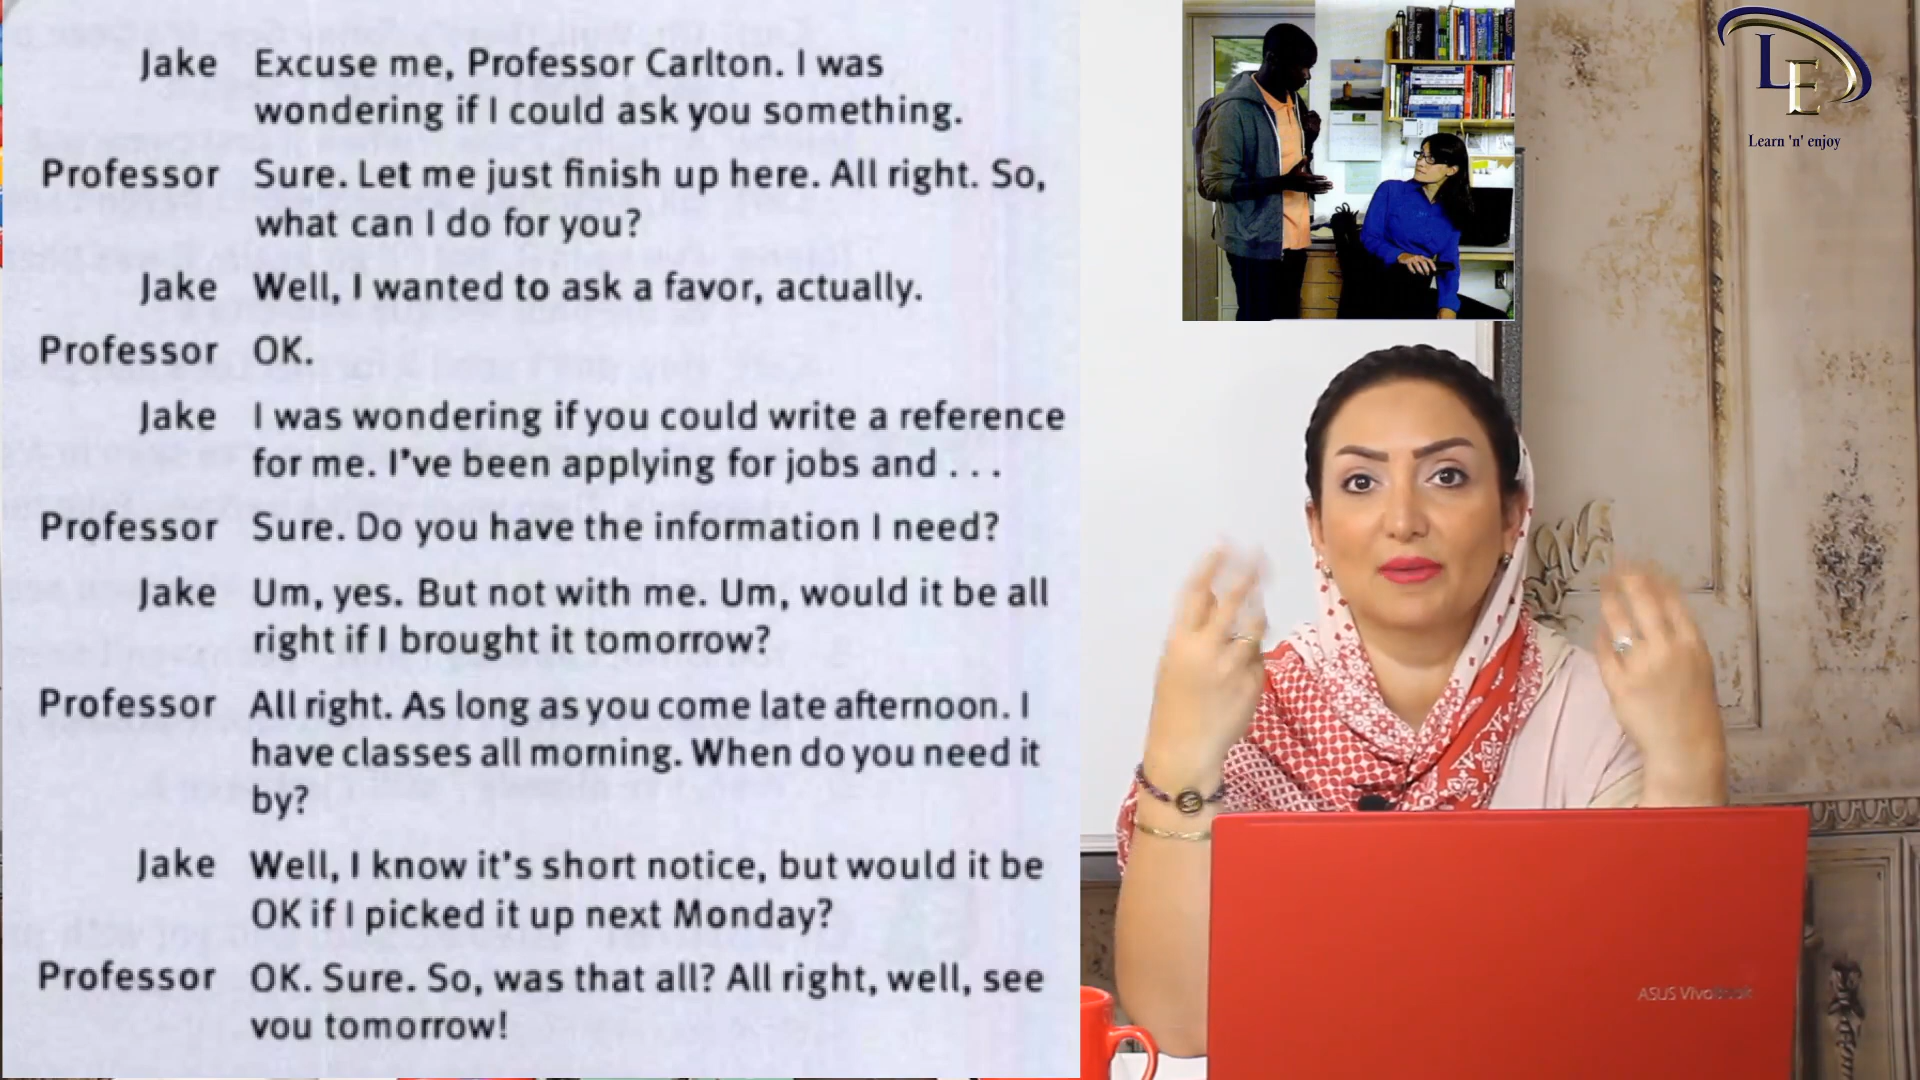 Jake Excuse me, Professor Carlton. I was
wondering if I could ask you something.
Professor Sure. Let me just finish up here. All right. So,
what can I do for you?
Jake Well, I wanted to ask a favor, actually.
Professor OK.
Jake I was wondering if you could write a reference
for me. I've been applying for jobs and . . .
Professor Sure. Do you have the information I need?
Jake Um, yes. But not with me. Um, would it be all
right if I brought it tomorrow?
Professor All right. As long as you come late afternoon. I
have classes all morning. When do you need it
by?
Jake Well, I know it's short notice, but would it be
OK if I picked it up next Monday?
Professor OK. Sure. So, was that all? All right, well, see
you tomorrow!
LE
Learn 'n' enjoy
ASUS VivoBook